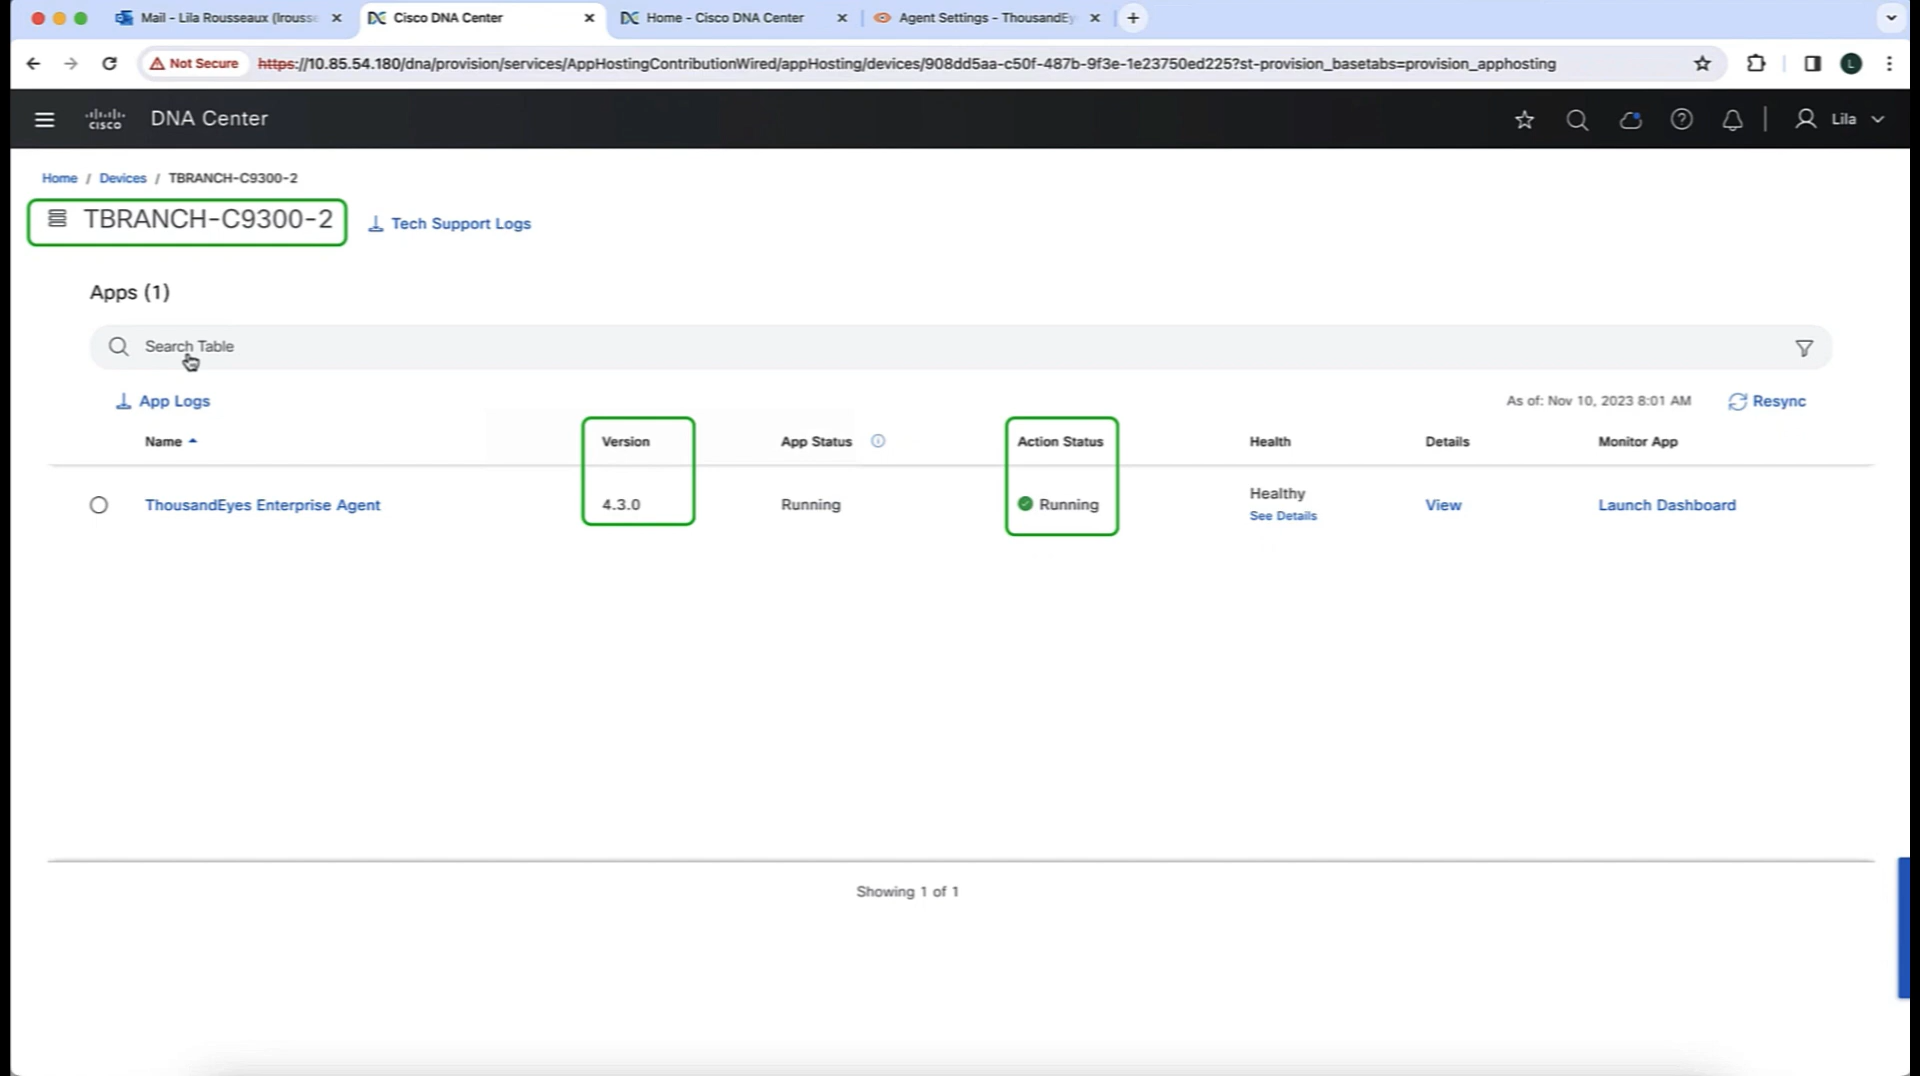 Mail - Lila Rousseaux (lrousse
Cisco DNA Center
Home - Cisco DNA Center
Agent Settings - ThousandEy
Not Secure
https://10.85.54.180/dna/provision/services/AppHostingContributionWired/appHosting/devices/908dd5aa-c50f-487b-9f3e-1e23750ed225?st-provision_basetabs=provision_apphosting
L
CISCO
DNA Center
Lila
Home / Devices / TBRANCH-C9300-2
TBRANCH-C9300-2
Tech Support Logs
Apps (1)
Search Table
App Logs
As of: Nov 10, 2023 8:01 AM
Resync
Name
Version
App Status
Action Status
Health
Details
Monitor App
ThousandEyes Enterprise Agent
4.3.0
Running
Running
Healthy
See Details
View
Launch Dashboard
Showing 1 of 1